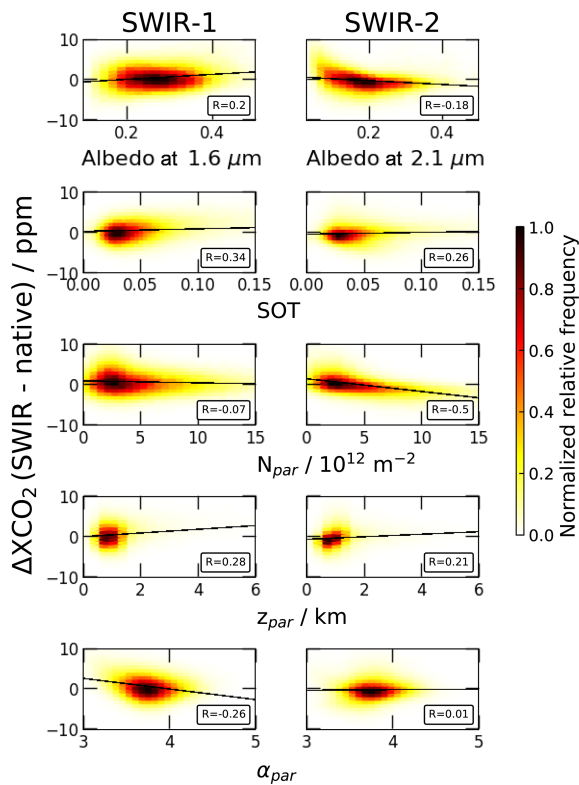 SWIR-1 SWIR-2
10 0 −10 0.2 0.4 R=0.2
0.2 0.4 R=-0.18
Albedo at 1.6 μm Albedo at 2.1 μm
10 0 −10 0.00 0.05 0.10 0.15 R=0.34
0.00 0.05 0.10 0.15 R=0.26
SOT
10 0 −10 0 5 10 15 R=-0.07
0 5 10 15 R=-0.5
N_par / 10^12 m^−2
10 0 −10 0 2 4 6 R=0.28
0 2 4 6 R=0.21
z_par / km
10 0 −10 3 4 5 R=-0.26
3 4 5 R=0.01
α_par
ΔXCO₂ (SWIR - native) / ppm
1.0
0.8
0.6
0.4
0.2
0.0
Normalized relative frequency